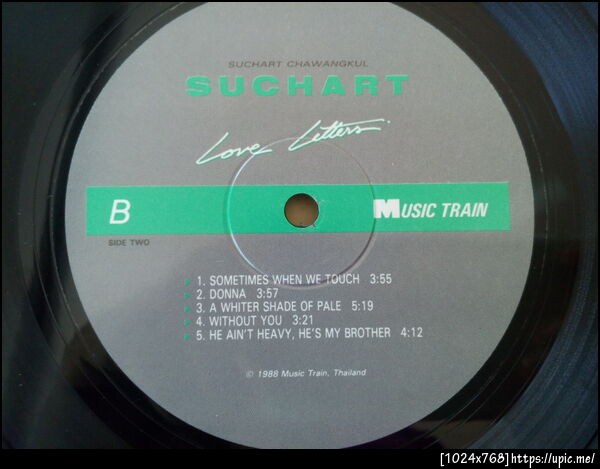 SUCHART CHAWANGKUL
SUCHART
Love Letters
B
MUSIC TRAIN
SIDE TWO
1. SOMETIMES WHEN WE TOUCH 3:55
2. DONNA 3:57
3. A WHITER SHADE OF PALE 5:19
4. WITHOUT YOU 3:21
5. HE AIN'T HEAVY, HE'S MY BROTHER 4:12
© 1988 Music Train, Thailand
[1024x768]https://upic.me/